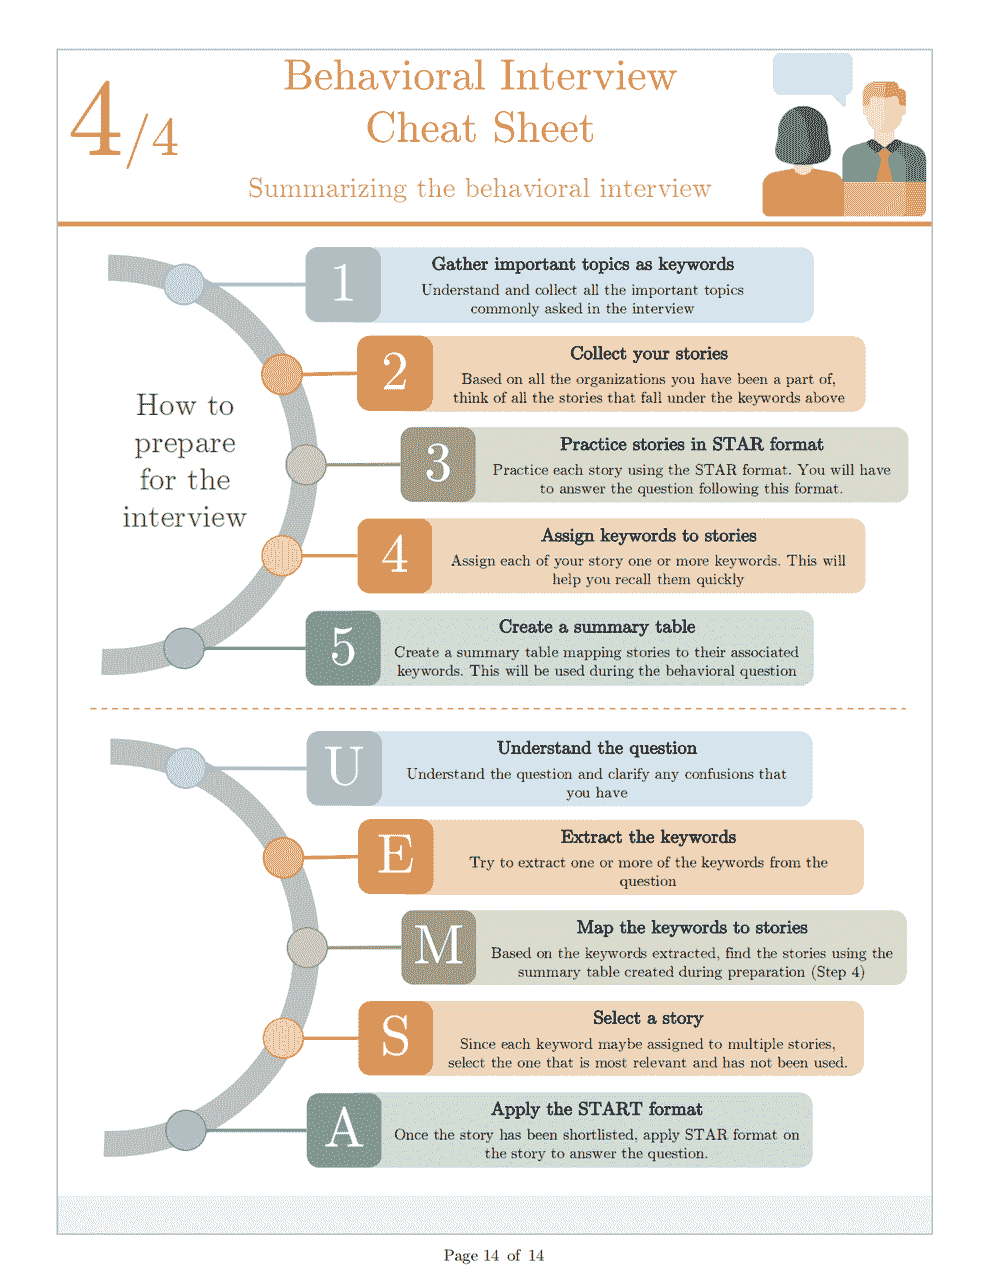 4/4
Behavioral Interview
Cheat Sheet
Summarizing the behavioral interview
How to
prepare
for the
interview
1
Gather important topics as keywords
Understand and collect all the important topics
commonly asked in the interview
2
Collect your stories
Based on all the organizations you have been a part of,
think of all the stories that fall under the keywords above
3
Practice stories in STAR format
Practice each story using the STAR format. You will have
to answer the question following this format.
4
Assign keywords to stories
Assign each of your story one or more keywords. This will
help you recall them quickly
5
Create a summary table
Create a summary table mapping stories to their associated
keywords. This will be used during the behavioral question
U
Understand the question
Understand the question and clarify any confusions that
you have
E
Extract the keywords
Try to extract one or more of the keywords from the
question
M
Map the keywords to stories
Based on the keywords extracted, find the stories using the
summary table created during preparation (Step 4)
S
Select a story
Since each keyword maybe assigned to multiple stories,
select the one that is most relevant and has not been used.
A
Apply the START format
Once the story has been shortlisted, apply STAR format on
the story to answer the question.
Page 14 of 14